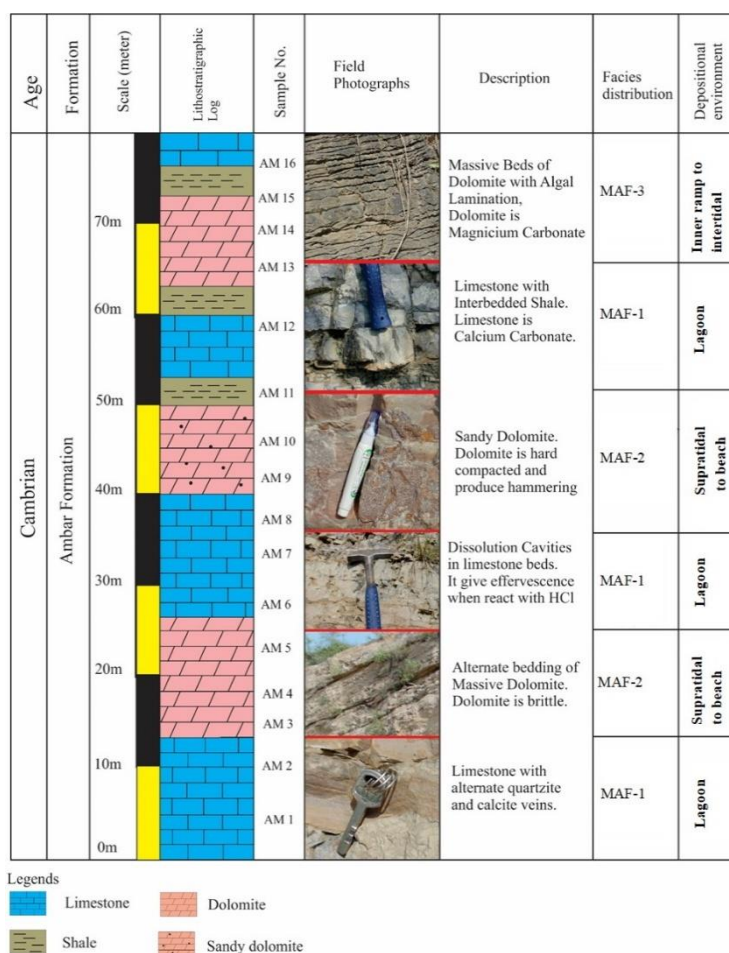 Age
Formation
Scale (meter)
Lithostratigraphic
Log
Sample No.
Field
Photographs
Description
Facies
distribution
Depositional
environment
Cambrian
Ambar Formation
70m
60m
50m
40m
30m
20m
10m
0m
AM 16
AM 15
AM 14
AM 13
AM 12
AM 11
AM 10
AM 9
AM 8
AM 7
AM 6
AM 5
AM 4
AM 3
AM 2
AM 1
Massive Beds of
Dolomite with Algal
Lamination,
Dolomite is
Magnicium Carbonate
MAF-3
Inner ramp to
intertidal
Limestone with
Interbedded Shale.
Limestone is
Calcium Carbonate.
MAF-1
Lagoon
Sandy Dolomite.
Dolomite is hard
compacted and
produce hammering
MAF-2
Supratidal
to beach
Dissolution Cavities
in limestone beds.
It give effervescence
when react with HCl
MAF-1
Lagoon
Alternate bedding of
Massive Dolomite.
Dolomite is brittle.
MAF-2
Supratidal
to beach
Limestone with
alternate quartzite
and calcite veins.
MAF-1
Lagoon
Legends
Limestone
Dolomite
Shale
Sandy dolomite